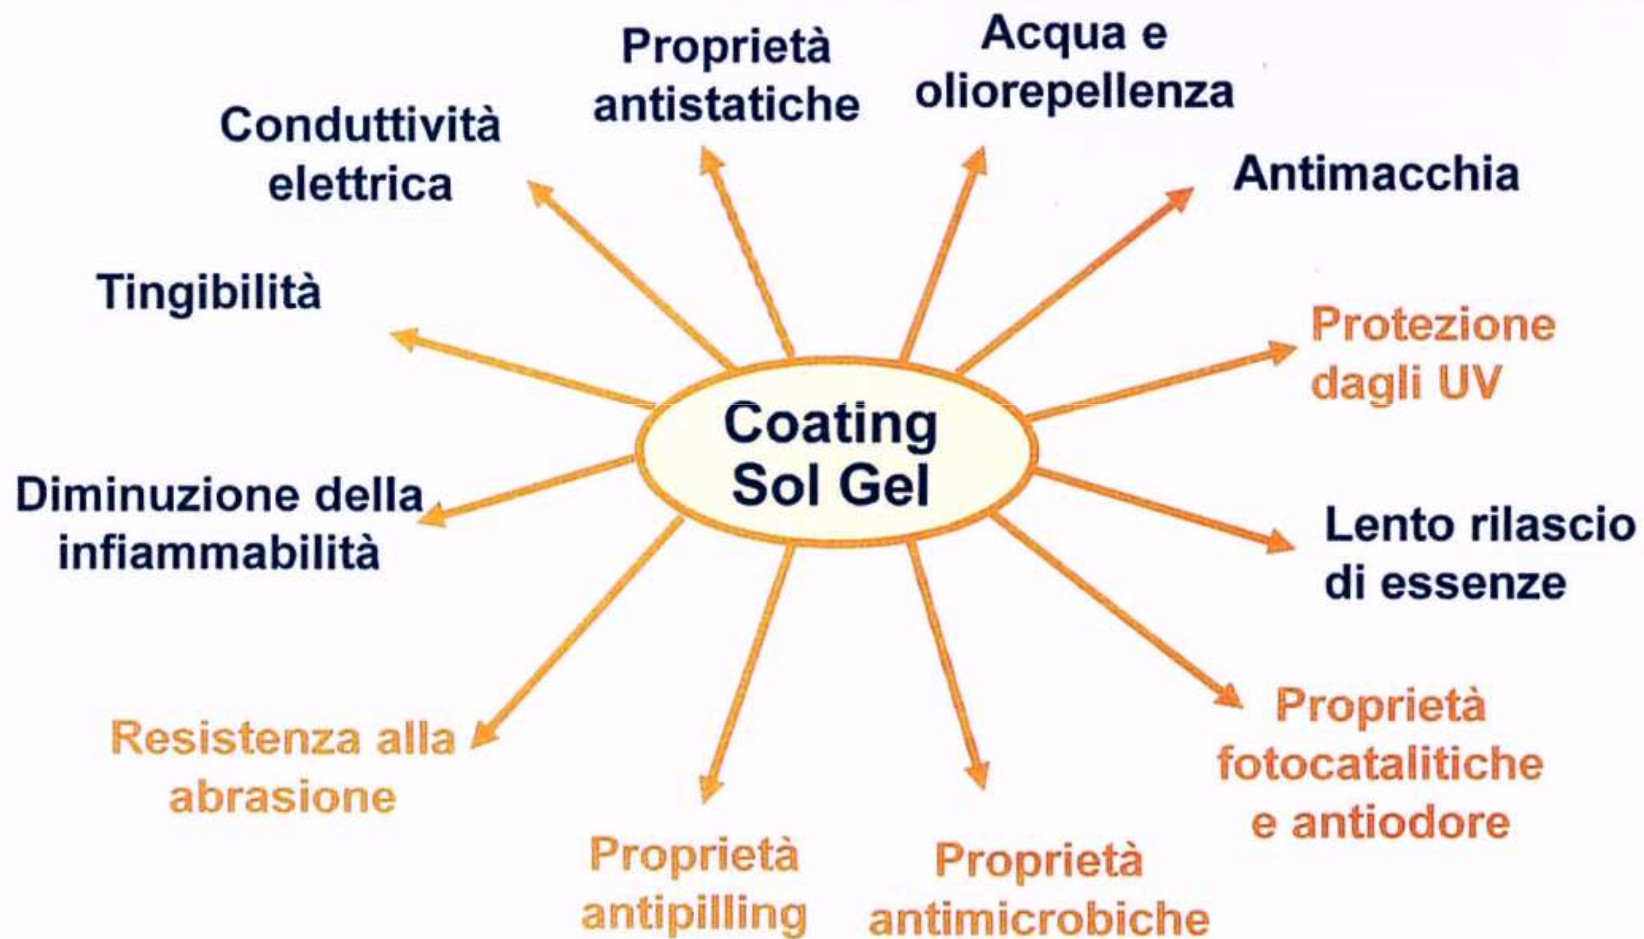 Proprietà
antistatiche
Acqua e
oliorepellenza
Conduttività
elettrica
Antimacchia
Tingibilità
Protezione
dagli UV
Coating
Sol Gel
Diminuzione della
infiammabilità
Lento rilascio
di essenze
Resistenza alla
abrasione
Proprietà
fotocatalitiche
e antiodore
Proprietà
antipilling
Proprietà
antimicrobiche